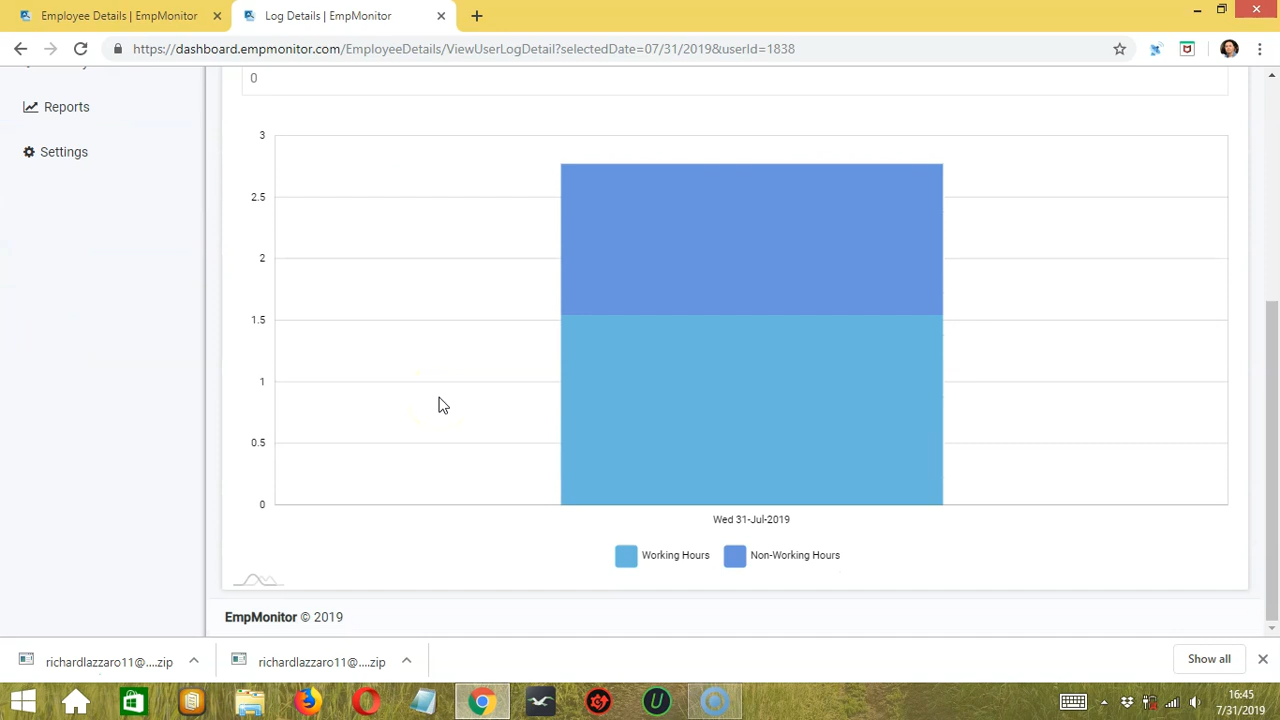 Employee Details | EmpMonitor
Log Details | EmpMonitor
https://dashboard.empmonitor.com/EmployeeDetails/ViewUserLogDetail?selectedDate=07/31/2019&userId=1838
Reports
Settings
0
3
2.5
2
1.5
1
0.5
0
Wed 31-Jul-2019
Working Hours
Non-Working Hours
EmpMonitor © 2019
richardlazzaro11@....zip
richardlazzaro11@....zip
Show all
16:45
7/31/2019